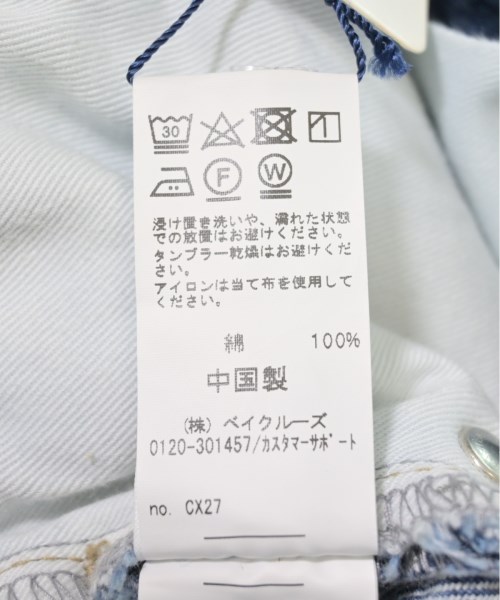 30
F W
浸け置き洗いや、濡れた状態
での放置はお避けください。
タンブラー乾燥はお避けくだ
さい。
アイロンは当て布を使用して
ください。
綿 100%
中国製
(株) ベイクルーズ
0120-301457/カスタマーサポート
no. CX27